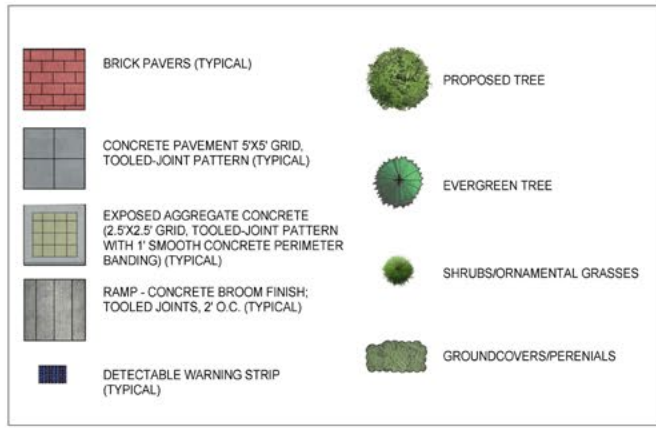 BRICK PAVERS (TYPICAL)
CONCRETE PAVEMENT 5'X5' GRID,
TOOLED-JOINT PATTERN (TYPICAL)
EXPOSED AGGREGATE CONCRETE
(2.5'X2.5' GRID, TOOLED-JOINT PATTERN
WITH 1' SMOOTH CONCRETE PERIMETER
BANDING) (TYPICAL)
RAMP - CONCRETE BROOM FINISH;
TOOLED JOINTS, 2' O.C. (TYPICAL)
DETECTABLE WARNING STRIP
(TYPICAL)
PROPOSED TREE
EVERGREEN TREE
SHRUBS/ORNAMENTAL GRASSES
GROUNDCOVERS/PERENIALS